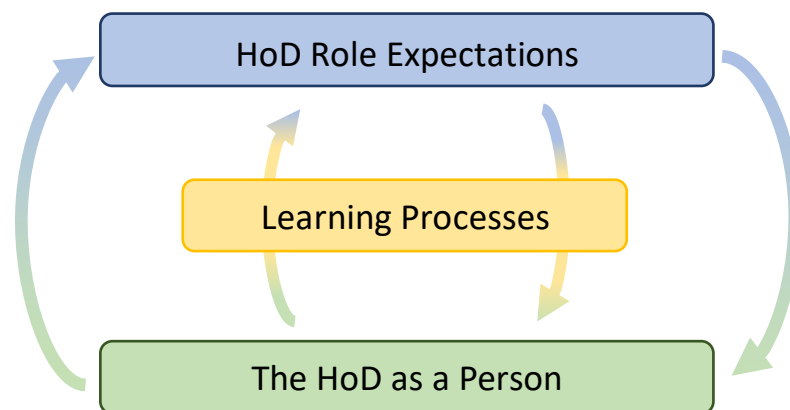 HoD Role Expectations
Learning Processes
The HoD as a Person